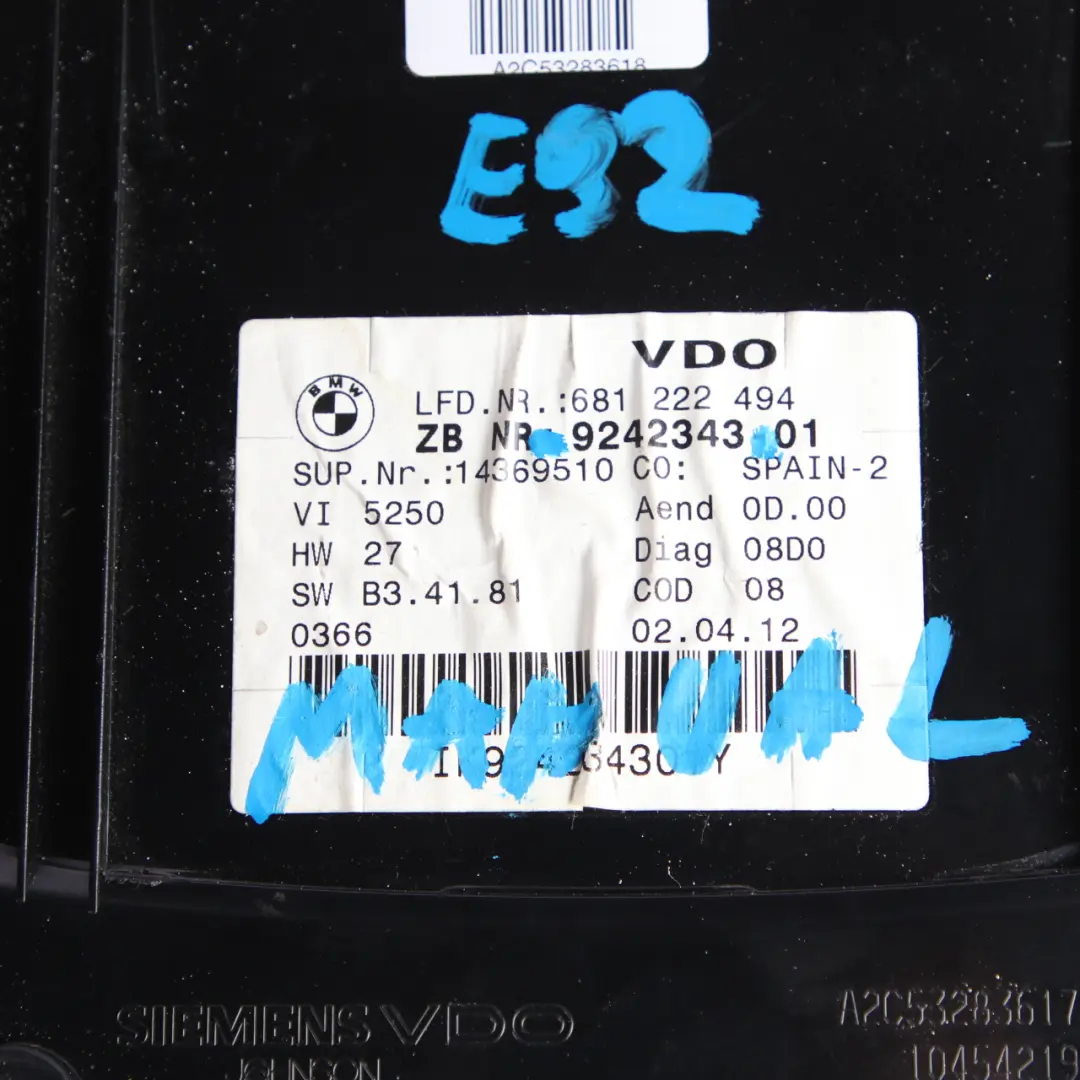 A2C53283618
E92
VDO
BMW
LFD.NR.:681 222 494
ZB NR. 9242343 01
SUP.Nr.:14369510 CO: SPAIN-2
VI 5250 Aend 0D.00
HW 27 Diag 08D0
SW B3.41.81 COD 08
0366 02.04.12
MANUAL
SIEMENS VDO A2C53283617
JOHNSON 10454219